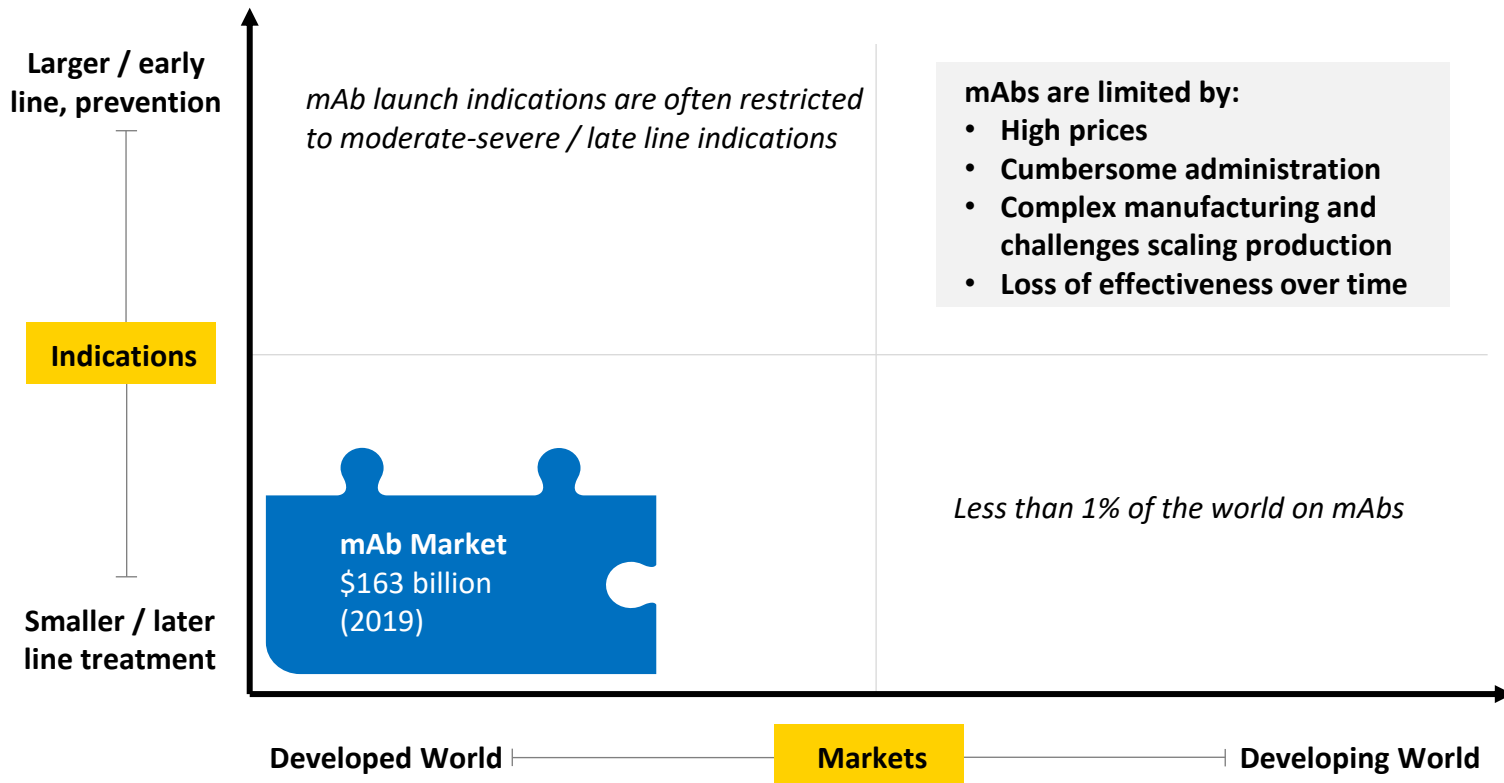 Larger / early
line, prevention
mAb launch indications are often restricted
to moderate-severe / late line indications
mAbs are limited by:
• High prices
• Cumbersome administration
• Complex manufacturing and
challenges scaling production
• Loss of effectiveness over time
Indications
mAb Market
$163 billion
(2019)
Less than 1% of the world on mAbs
Smaller / later
line treatment
Developed World
Markets
Developing World